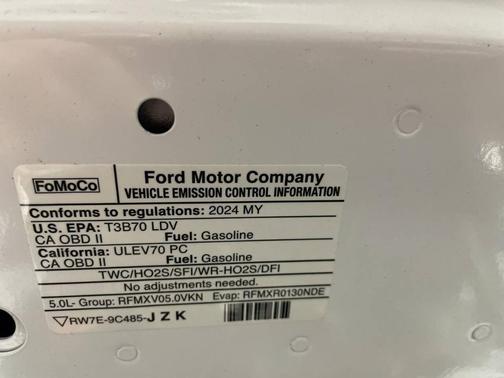 FoMoCo
Ford Motor Company
VEHICLE EMISSION CONTROL INFORMATION
Conforms to regulations: 2024 MY
U.S. EPA: T3B70 LDV
CA OBD II Fuel: Gasoline
California: ULEV70 PC
CA OBD II Fuel: Gasoline
TWC/HO2S/SFI/WR-HO2S/DFI
No adjustments needed.
5.0L- Group: RFMXV05.0VKN Evap: RFMXR0130NDE
RW7E-9C485-J Z K